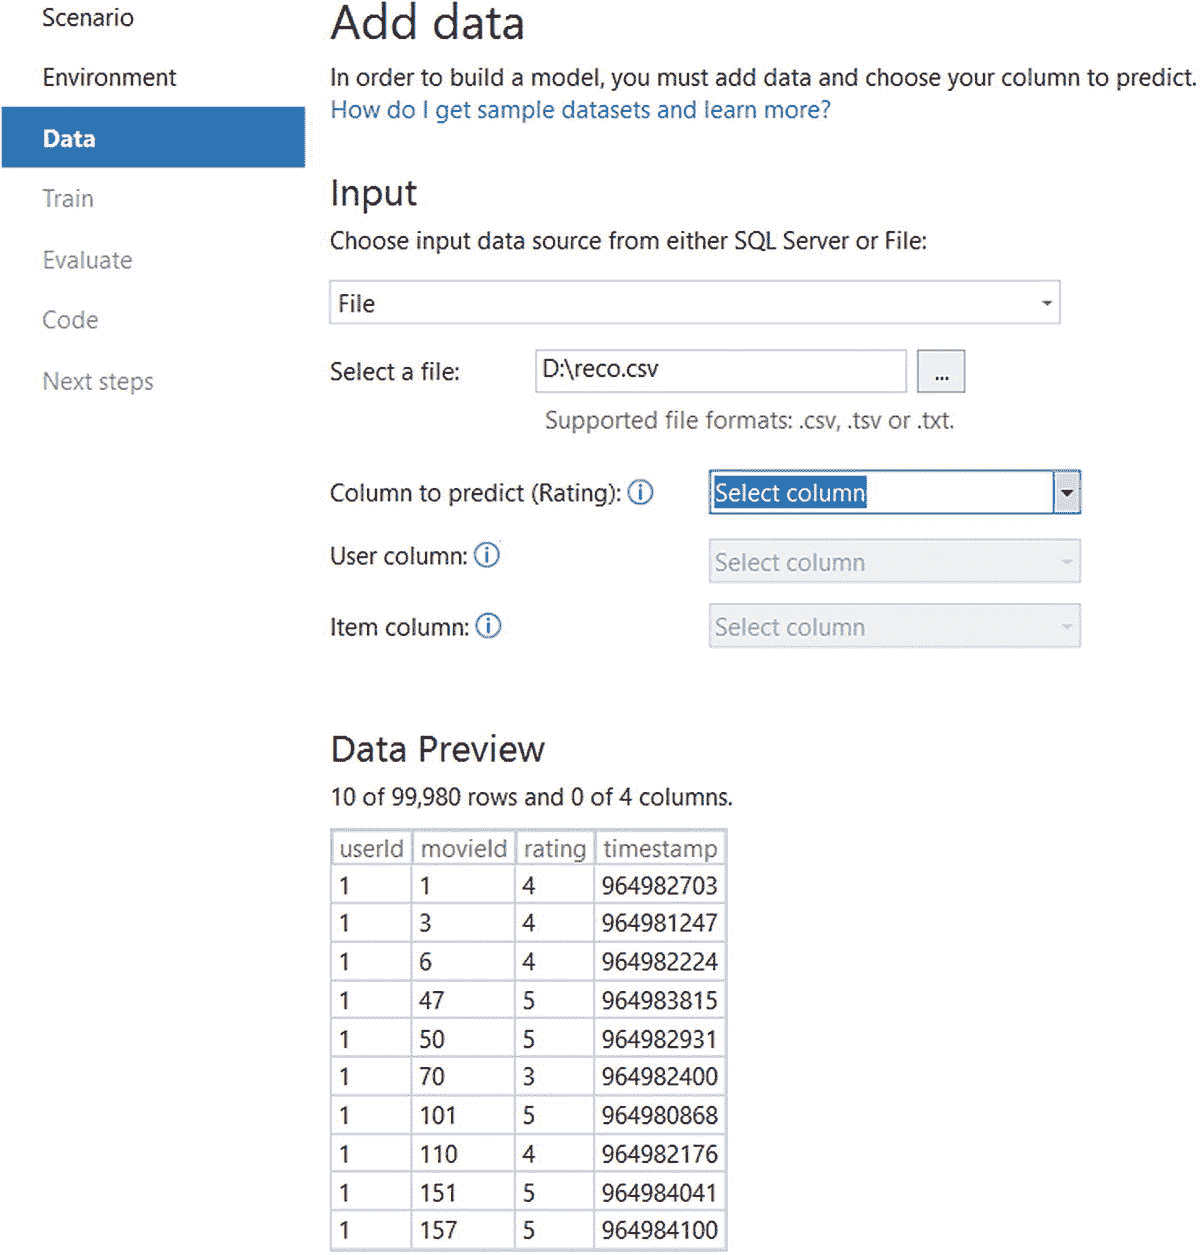 Scenario
Environment
Data
Train
Evaluate
Code
Next steps
Add data
In order to build a model, you must add data and choose your column to predict.
How do I get sample datasets and learn more?
Input
Choose input data source from either SQL Server or File:
File
Select a file: D:\reco.csv ...
Supported file formats: .csv, .tsv or .txt.
Column to predict (Rating): Select column
User column: Select column
Item column: Select column
Data Preview
10 of 99,980 rows and 0 of 4 columns.
userId movieId rating timestamp
1 1 4 964982703
1 3 4 964981247
1 6 4 964982224
1 47 5 964983815
1 50 5 964982931
1 70 3 964982400
1 101 5 964980868
1 110 4 964982176
1 151 5 964984041
1 157 5 964984100